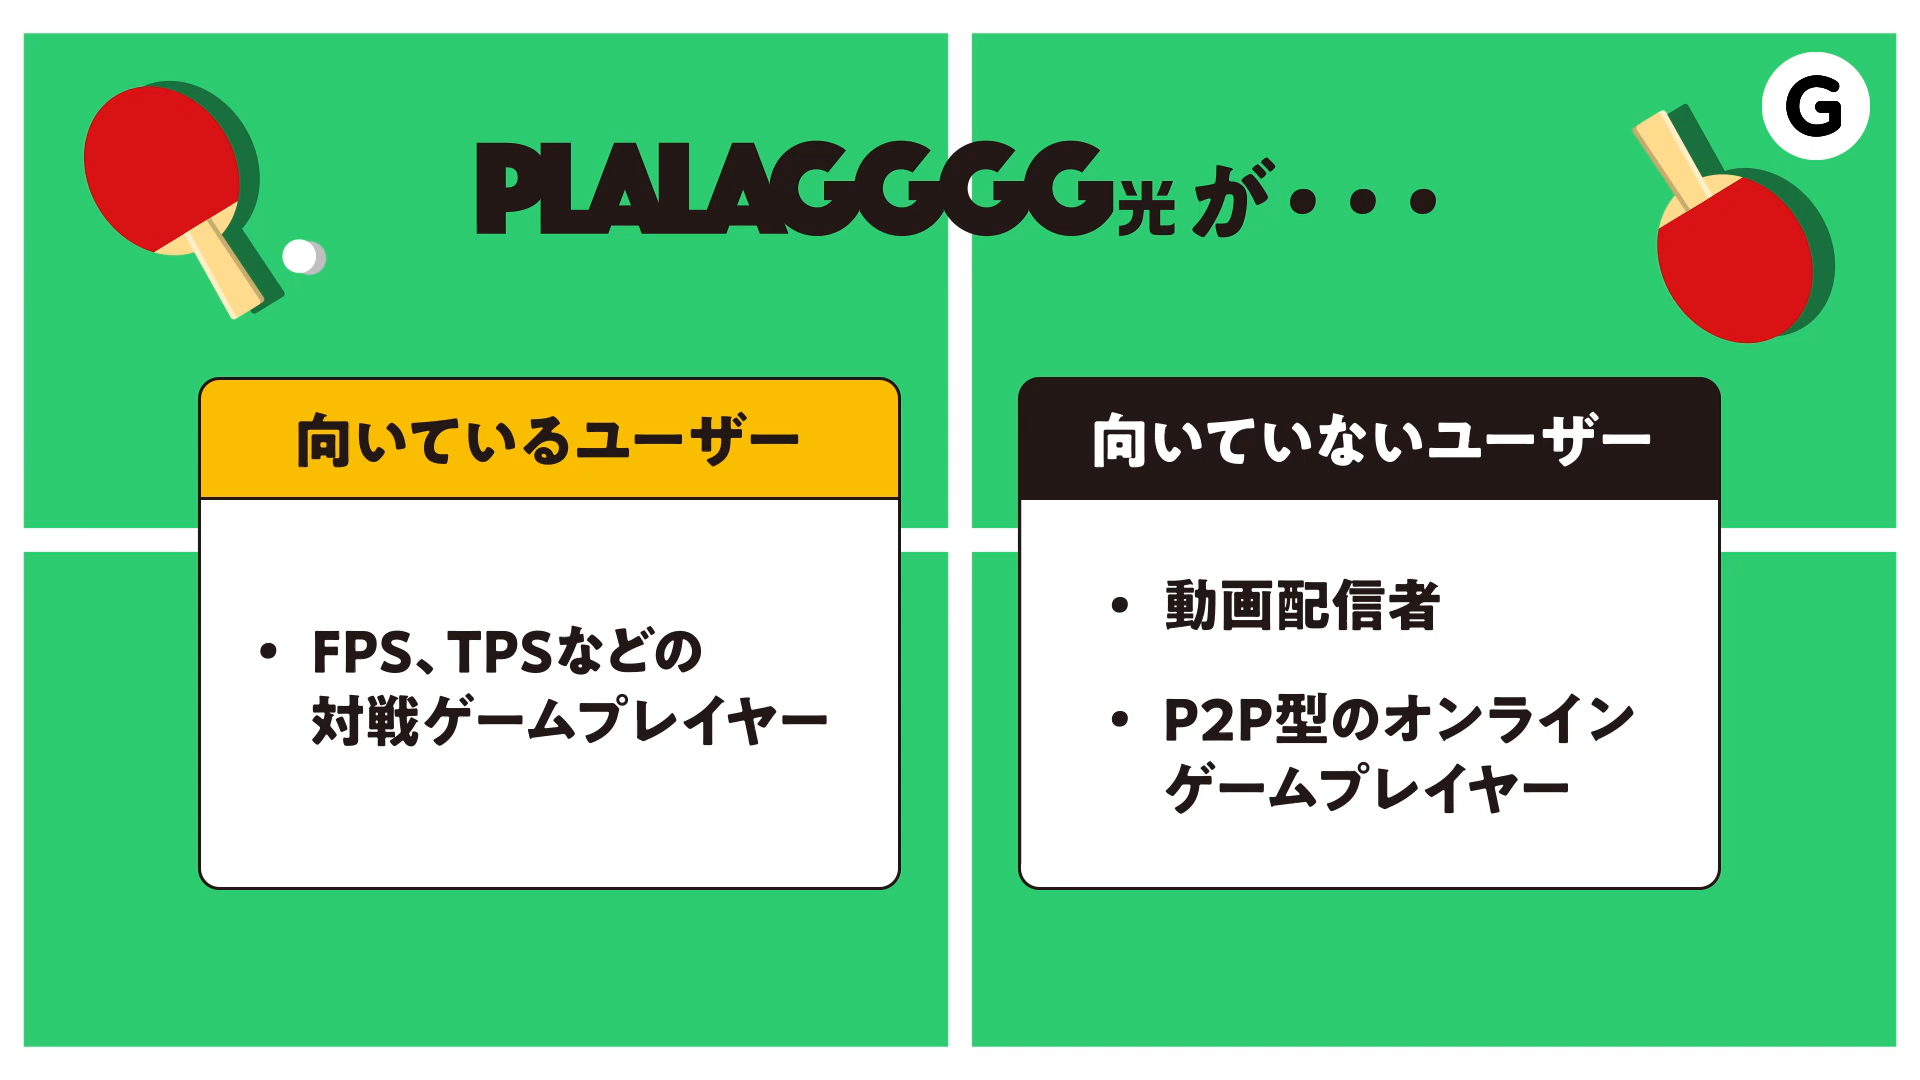 G
PLALAGGGG光 が・・・
向いているユーザー
・ FPS、TPSなどの
対戦ゲームプレイヤー
向いていないユーザー
・ 動画配信者
・ P2P型のオンライン
ゲームプレイヤー